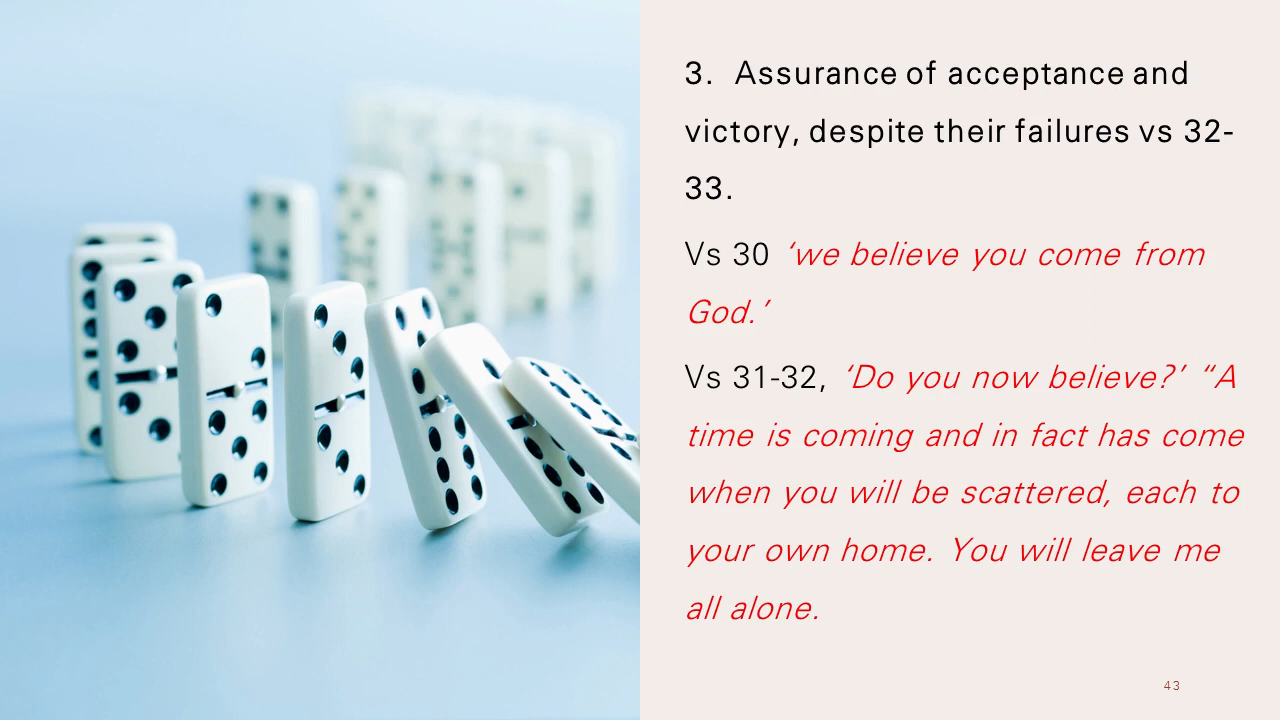 3. Assurance of acceptance and
victory, despite their failures vs 32-
33.
Vs 30 ‘we believe you come from
God.’
Vs 31-32, ‘Do you now believe?’ “A
time is coming and in fact has come
when you will be scattered, each to
your own home. You will leave me
all alone.
43